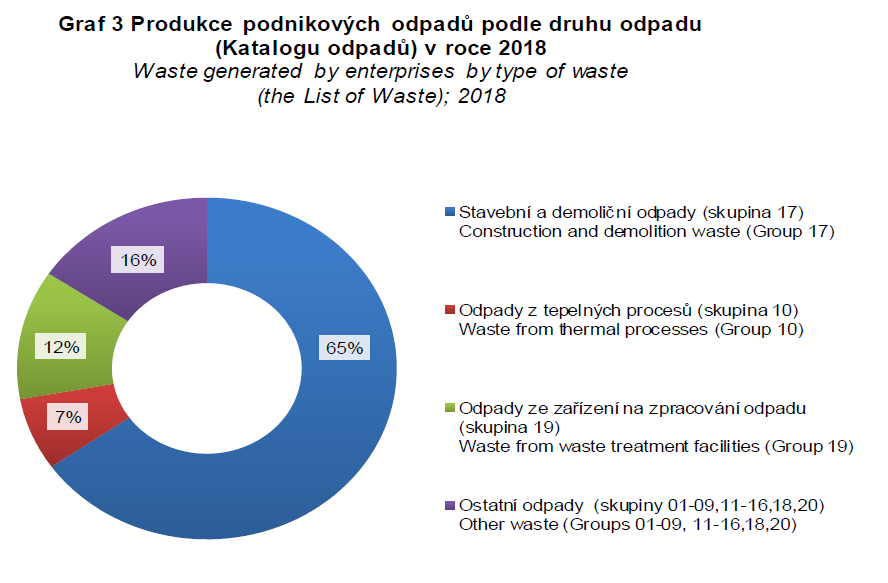 Graf 3 Produkce podnikových odpadů podle druhu odpadu
(Katalogu odpadů) v roce 2018
Waste generated by enterprises by type of waste
(the List of Waste); 2018
16%
12%
65%
7%
Stavební a demoliční odpady (skupina 17)
Construction and demolition waste (Group 17)
Odpady z tepelných procesů (skupina 10)
Waste from thermal processes (Group 10)
Odpady ze zařízení na zpracování odpadu
(skupina 19)
Waste from waste treatment facilities (Group 19)
Ostatní odpady (skupiny 01-09,11-16,18,20)
Other waste (Groups 01-09, 11-16,18,20)